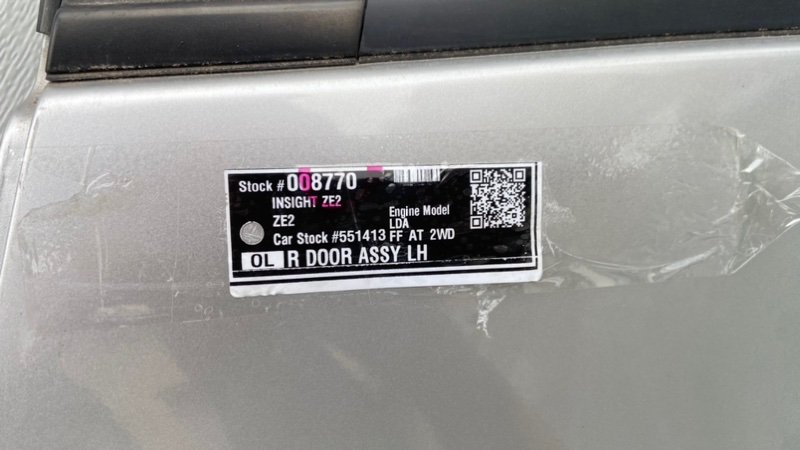 Stock # 008770
INSIGHT ZE2
ZE2 Engine Model LDA
Car Stock #551413 FF AT 2WD
OL R DOOR ASSY LH